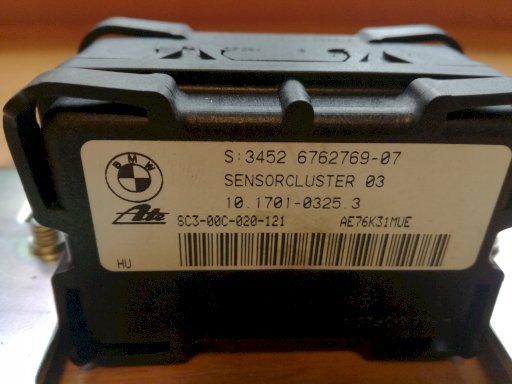 BMW
S:3452 6762769-07
SENSORCLUSTER 03
10.1701-0325.3
Ate
SC3-00C-020-121 AE76K31MUE
HU